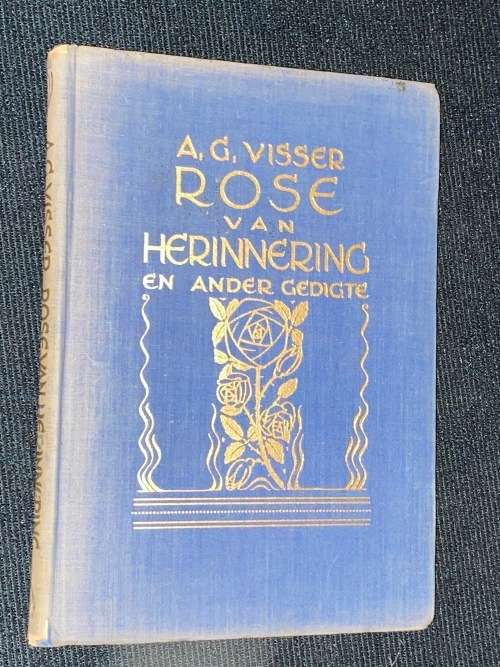 A. G. VISSER
ROSE
VAN
HERINNERING
EN ANDER GEDIGTE
A. G. VISSER ROSE VAN HERINNERING